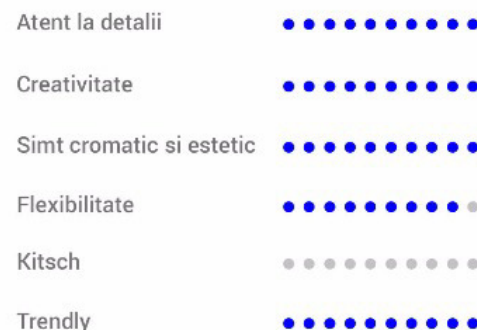 Atent la detalii
Creativitate
Simt cromatic si estetic
Flexibilitate
Kitsch
Trendly